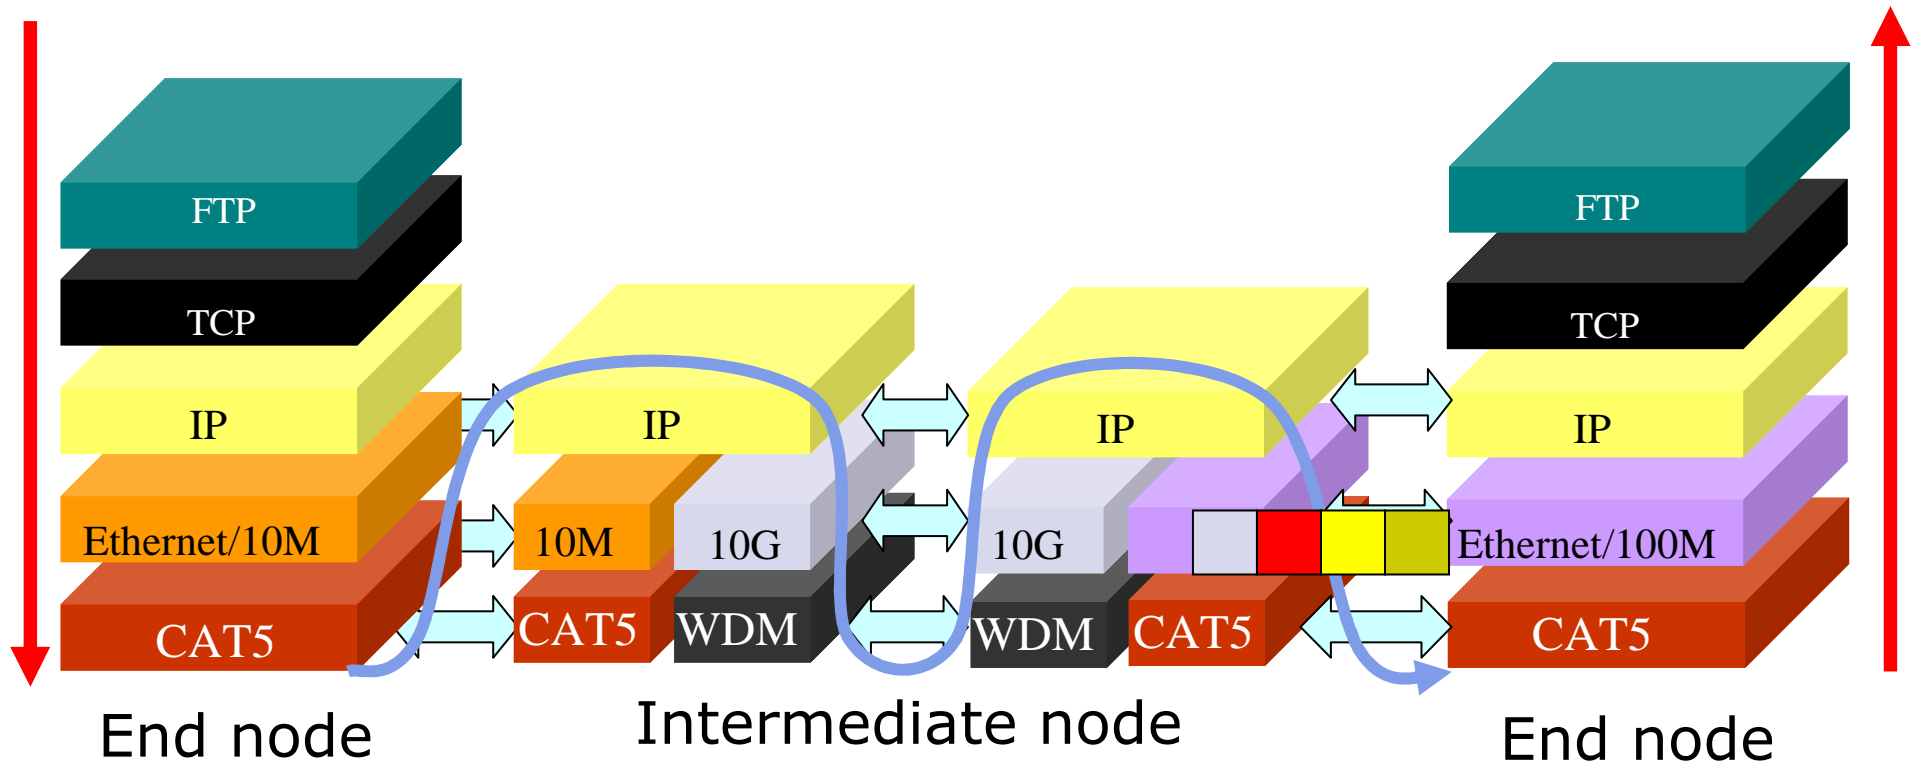 FTP
TCP
IP
Ethernet/10M
CAT5
End node
IP
10M
10G
CAT5
WDM
IP
10G
WDM
CAT5
Intermediate node
FTP
TCP
IP
Ethernet/100M
CAT5
End node